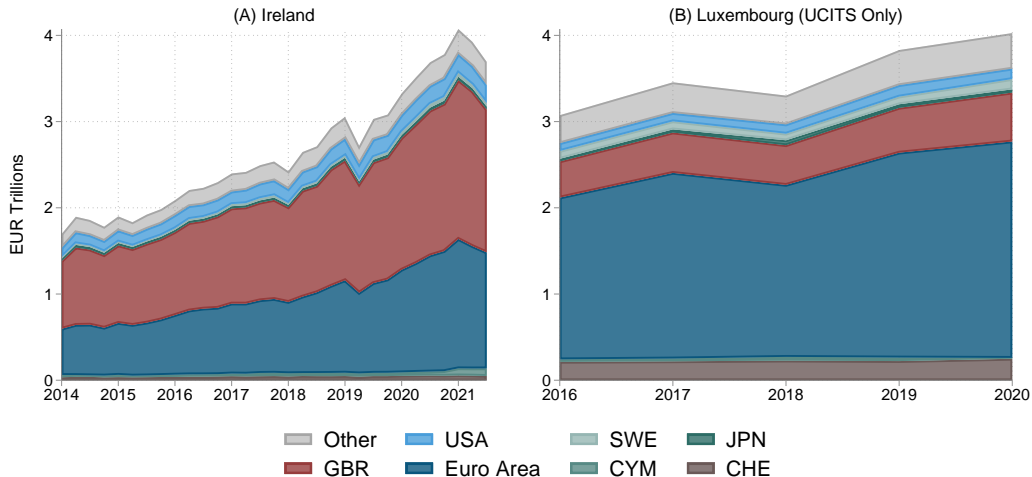 (A) Ireland
(B) Luxembourg (UCITS Only)
EUR Trillions
4
3
2
1
0
2014 2015 2016 2017 2018 2019 2020 2021
4
3
2
1
0
2016 2017 2018 2019 2020
Other USA SWE JPN
GBR Euro Area CYM CHE